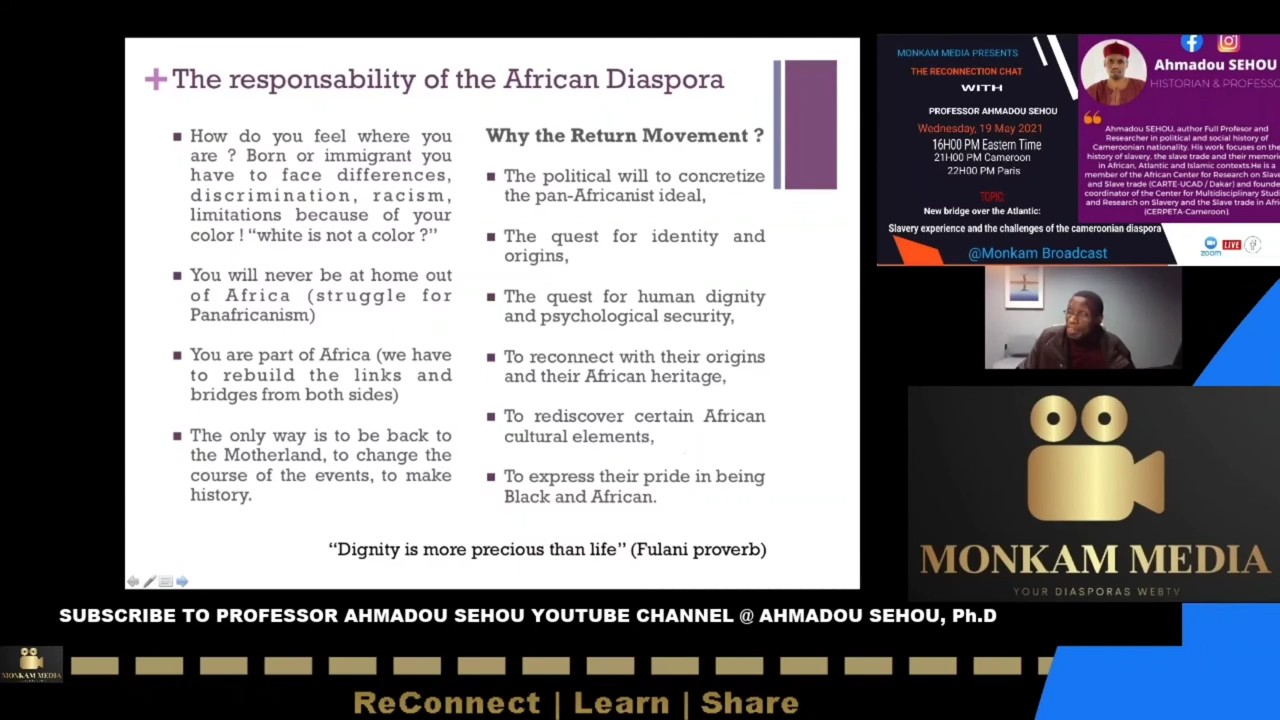 + The responsability of the African Diaspora
How do you feel where you
are ? Born or immigrant you
have to face differences,
discrimination, racism,
limitations because of your
color ! “white is not a color ?”
You will never be at home out
of Africa (struggle for
Panafricanism)
You are part of Africa (we have
to rebuild the links and
bridges from both sides)
The only way is to be back to
the Motherland, to change the
course of the events, to make
history.
Why the Return Movement ?
The political will to concretize
the pan-Africanist ideal,
The quest for identity and
origins,
The quest for human dignity
and psychological security,
To reconnect with their origins
and their African heritage,
To rediscover certain African
cultural elements,
To express their pride in being
Black and African.
“Dignity is more precious than life” (Fulani proverb)
MONKAM MEDIA PRESENTS
THE RECONNECTION CHAT
WITH
PROFESSOR AHMADOU SEHOU
Wednesday, 19 May 2021
16H00 PM Eastern Time
21H00 PM Cameroon
22H00 PM Paris
TOPIC:
New bridge over the Atlantic:
Slavery experience and the challenges of the cameroonian diaspora
@Monkam Broadcast
Ahmadou SEHOU
HISTORIAN & PROFESSO
Ahmadou SEHOU, author Full Profesor and
Researcher in political and social history of
Cameroonian nationality. His work focuses on the
history of slavery, the slave trade and their memori
in African, Atlantic and Islamic contexts.He is a
member of the African Center for Research on Slave
and Slave trade (CARTE-UCAD / Dakar) and founde
coordinator of the Center for Multidisciplinary Studi
and Research on Slavery and the Slave trade in Afri
(CERPETA-Cameroon).
zoom
LIVE
MONKAM MEDIA
YOUR DIASPORAS WEBTV
SUBSCRIBE TO PROFESSOR AHMADOU SEHOU YOUTUBE CHANNEL @ AHMADOU SEHOU, Ph.D
MONKAM MEDIA
ReConnect | Learn | Share